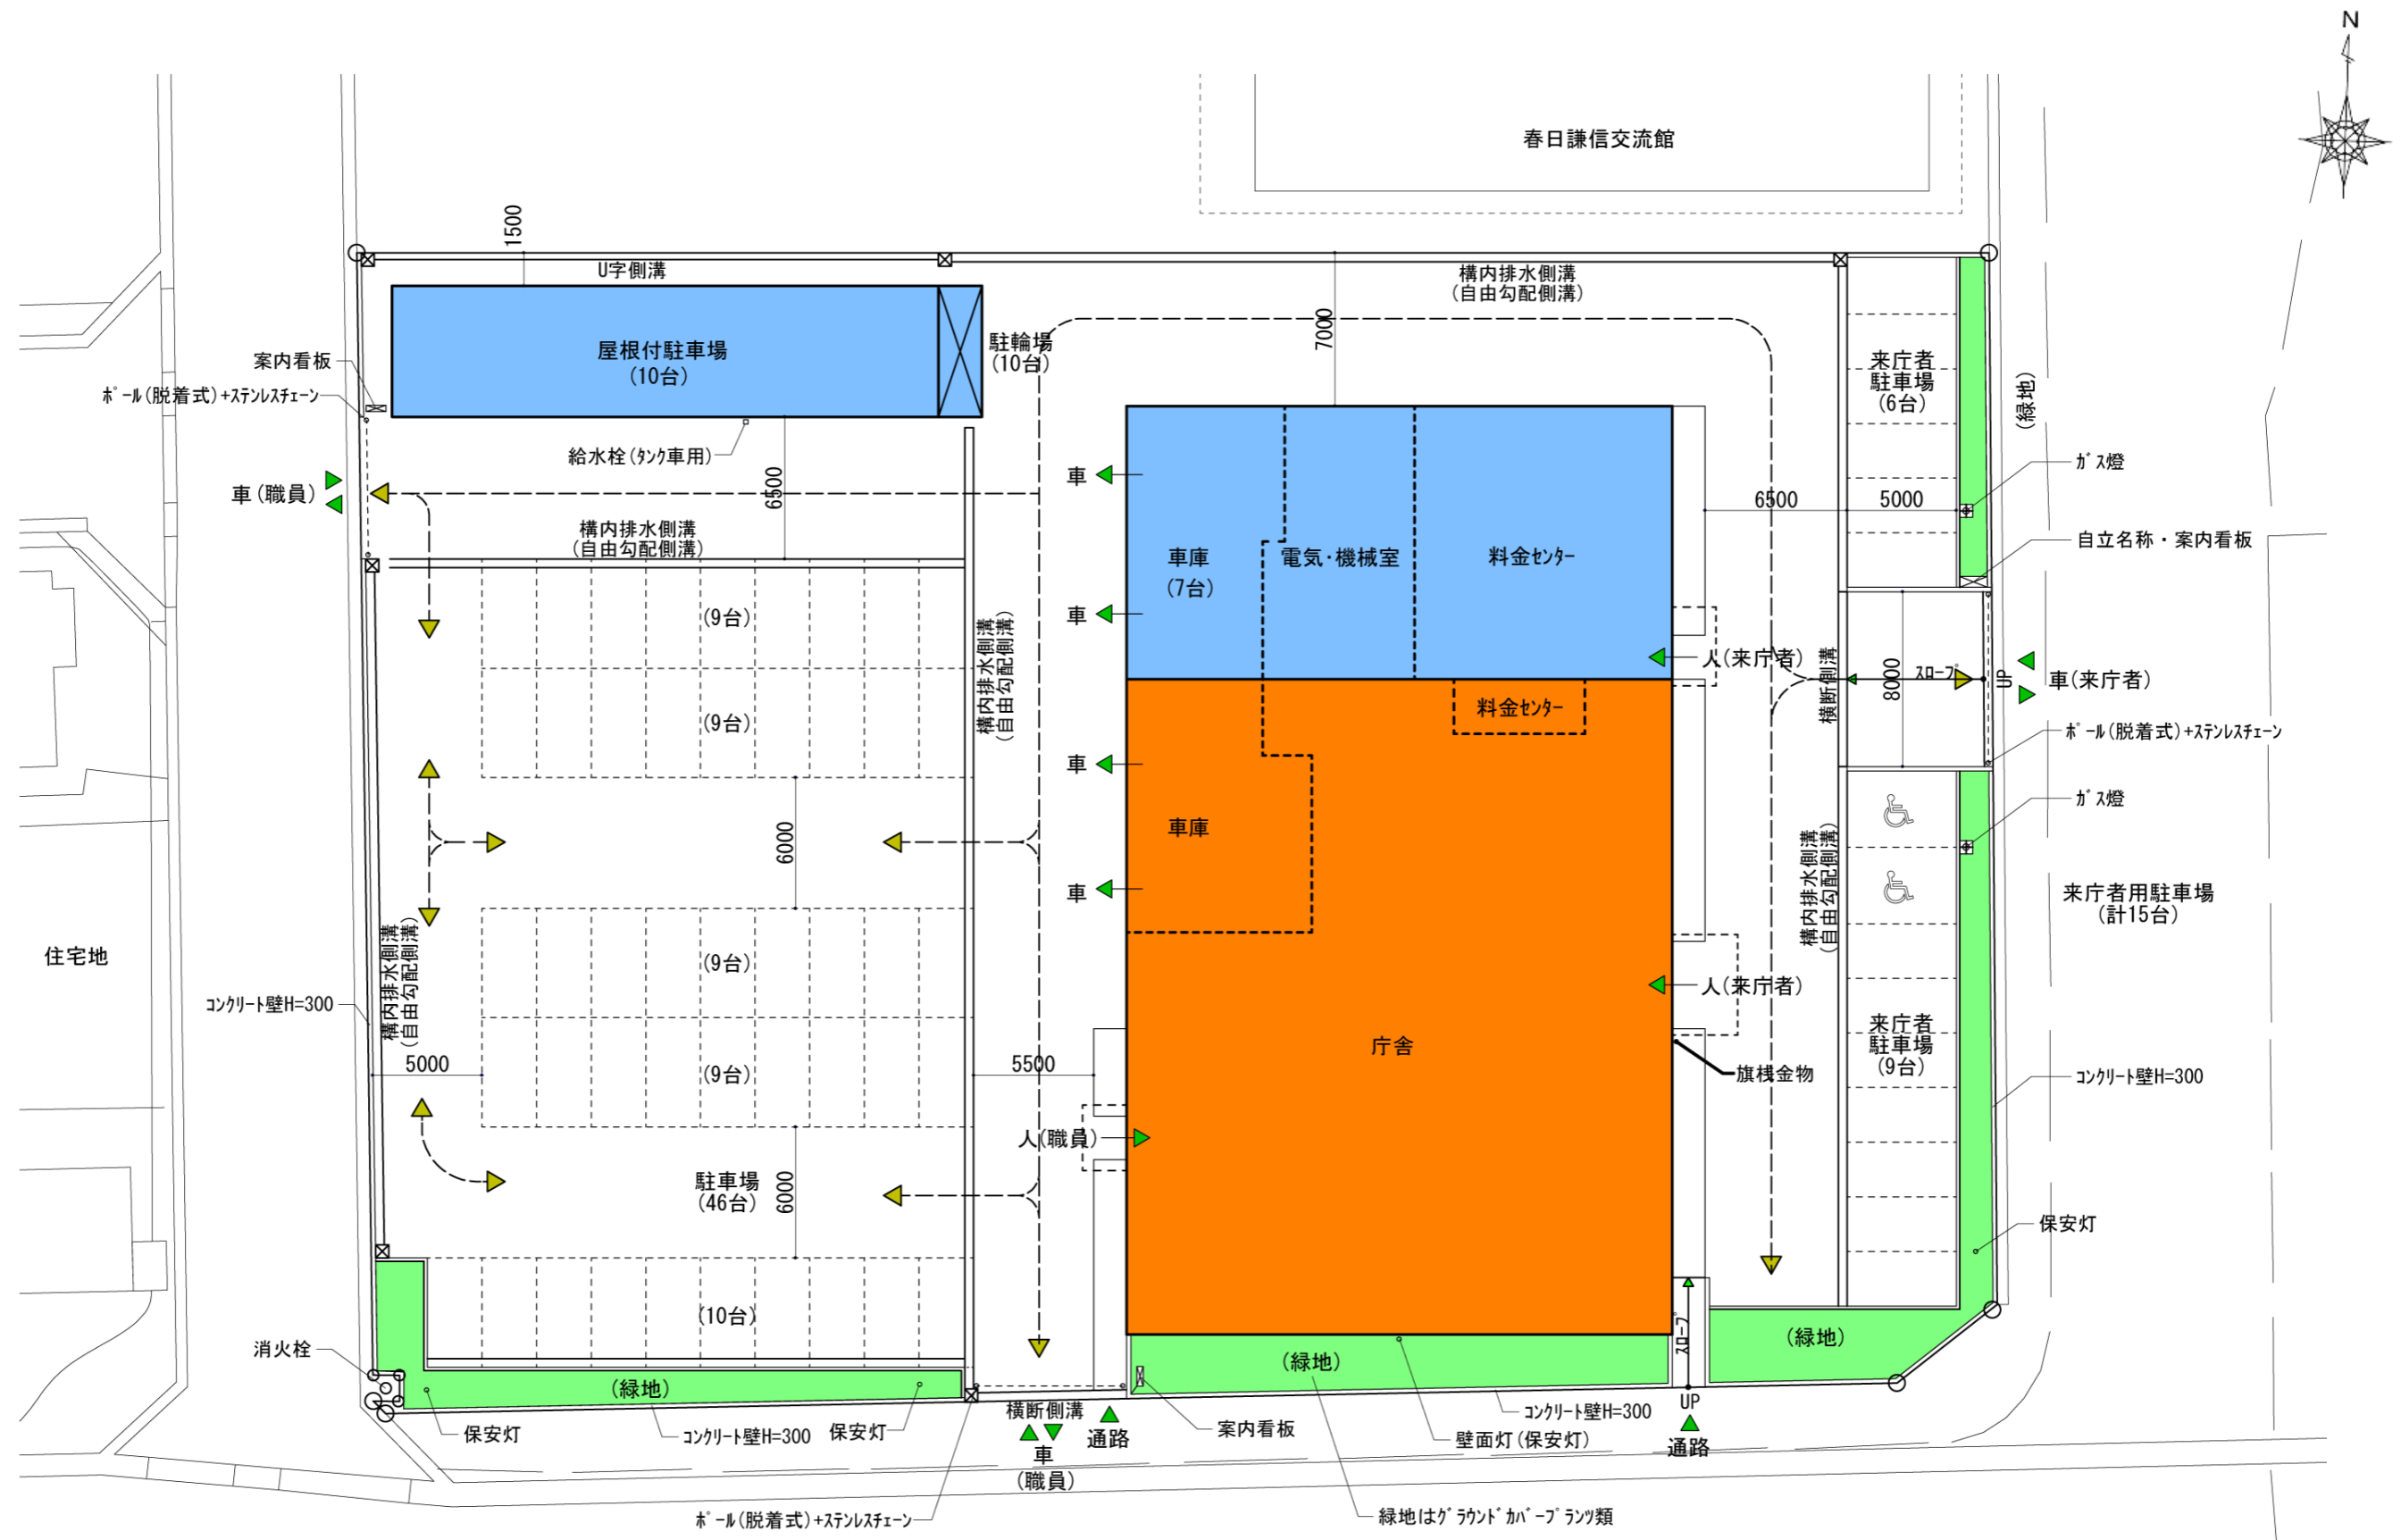 N
春日謙信交流館
1500
U字側溝
構内排水側溝
(自由勾配側溝)
7000
屋根付駐車場
(10台)
駐輪場
(10台)
案内看板
ﾎﾟｰﾙ(脱着式)+ｽﾃﾝﾚｽﾁｪｰﾝ
来庁者
駐車場
(6台)
(緑地)
給水栓(ﾀﾝｸ車用)
6500
車(職員)
車
ｶﾞｽ燈
6500
5000
構内排水側溝
(自由勾配側溝)
自立名称・案内看板
車庫
(7台)
電気・機械室
料金ｾﾝﾀｰ
(9台)
車
構内排水側溝
(自由勾配側溝)
人(来庁者)
横断側溝
8000
ｽﾛｰﾌﾟ
UP
車(来庁者)
料金ｾﾝﾀｰ
(9台)
ﾎﾟｰﾙ(脱着式)+ｽﾃﾝﾚｽﾁｪｰﾝ
車
ｶﾞｽ燈
6000
車庫
車
構内排水側溝
(自由勾配側溝)
来庁者用駐車場
(計15台)
住宅地
構内排水側溝
(自由勾配側溝)
(9台)
人(来庁者)
ｺﾝｸﾘｰﾄ壁H=300
来庁者
駐車場
(9台)
庁舎
5000
(9台)
5500
旗桟金物
ｺﾝｸﾘｰﾄ壁H=300
人(職員)
駐車場
(46台)
6000
保安灯
(10台)
ｽﾛｰﾌﾟ
(緑地)
消火栓
(緑地)
(緑地)
UP
横断側溝
ｺﾝｸﾘｰﾄ壁H=300
保安灯
ｺﾝｸﾘｰﾄ壁H=300
保安灯
通路
案内看板
壁面灯(保安灯)
通路
車
(職員)
ﾎﾟｰﾙ(脱着式)+ｽﾃﾝﾚｽﾁｪｰﾝ
緑地はｸﾞﾗｳﾝﾄﾞｶﾊﾞｰﾌﾟﾗﾝﾂ類